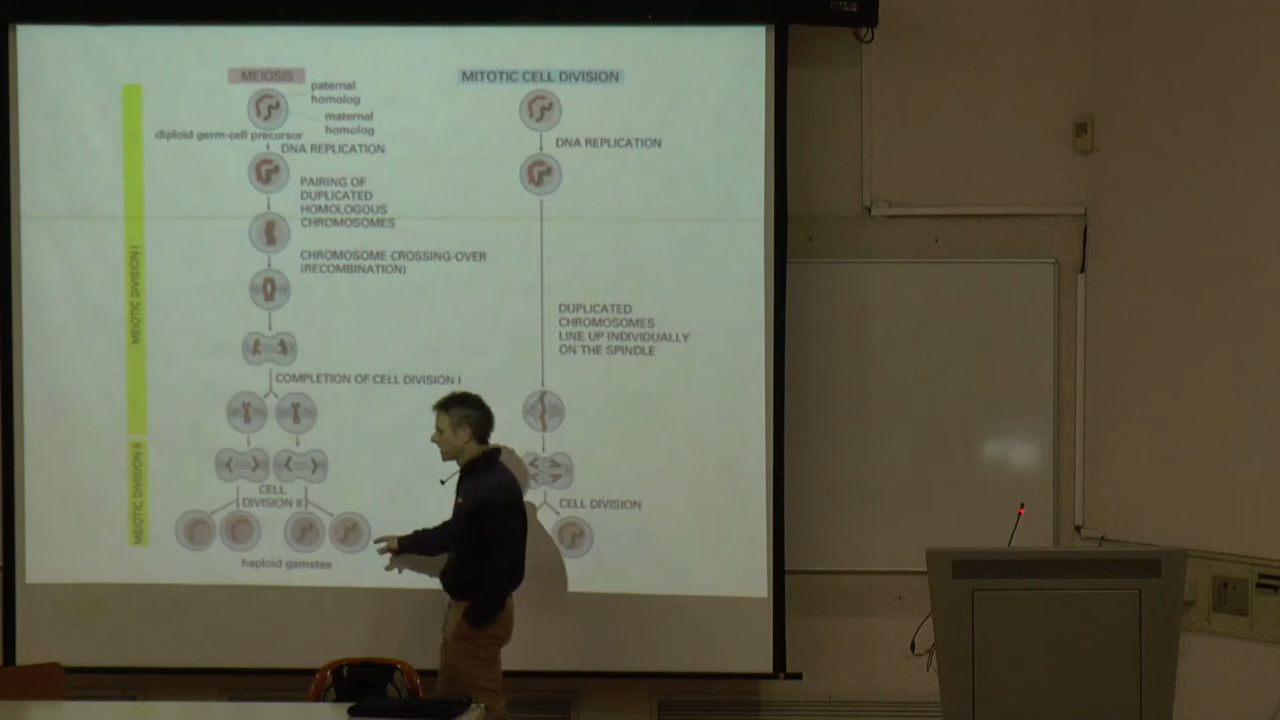 MEIOSIS
paternal
homolog
maternal
homolog
diploid germ-cell precursor
DNA REPLICATION
PAIRING OF
DUPLICATED
HOMOLOGOUS
CHROMOSOMES
CHROMOSOME CROSSING-OVER
(RECOMBINATION)
COMPLETION OF CELL DIVISION I
CELL
DIVISION II
haploid gametes
MEIOTIC DIVISION I
MEIOTIC DIVISION II
MITOTIC CELL DIVISION
DNA REPLICATION
DUPLICATED
CHROMOSOMES
LINE UP INDIVIDUALLY
ON THE SPINDLE
CELL DIVISION